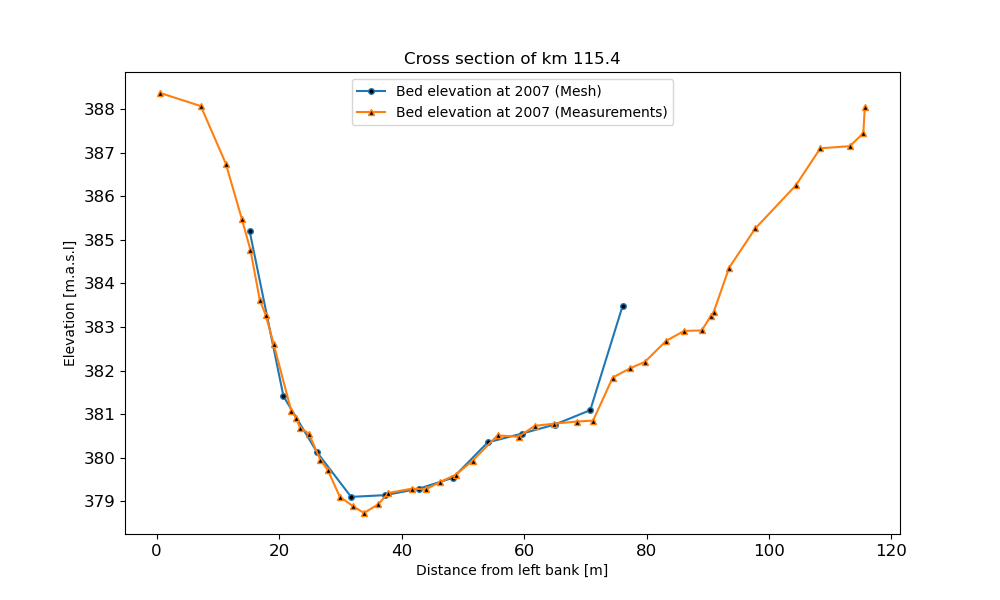 Cross section of km 115.4
Bed elevation at 2007 (Mesh)
Bed elevation at 2007 (Measurements)
388
387
386
385
384
383
382
381
380
379
Elevation [m.a.s.l]
0 20 40 60 80 100 120
Distance from left bank [m]